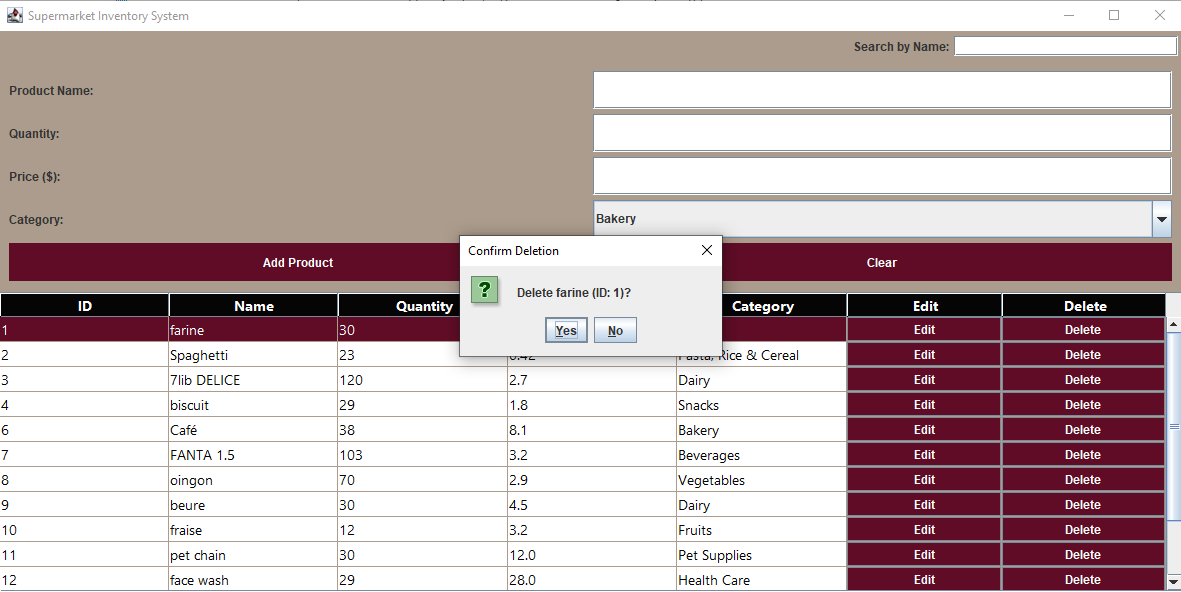 Supermarket Inventory System
Search by Name:
Product Name:
Quantity:
Price ($):
Category: Bakery
Add Product Clear
Confirm Deletion
Delete farine (ID: 1)?
Yes No
ID Name Quantity Category Edit Delete
1 farine 30 Edit Delete
2 Spaghetti 23 Pasta, Rice & Cereal Edit Delete
3 7lib DELICE 120 2.7 Dairy Edit Delete
4 biscuit 29 1.8 Snacks Edit Delete
6 Café 38 8.1 Bakery Edit Delete
7 FANTA 1.5 103 3.2 Beverages Edit Delete
8 oingon 70 2.9 Vegetables Edit Delete
9 beure 30 4.5 Dairy Edit Delete
10 fraise 12 3.2 Fruits Edit Delete
11 pet chain 30 12.0 Pet Supplies Edit Delete
12 face wash 29 28.0 Health Care Edit Delete